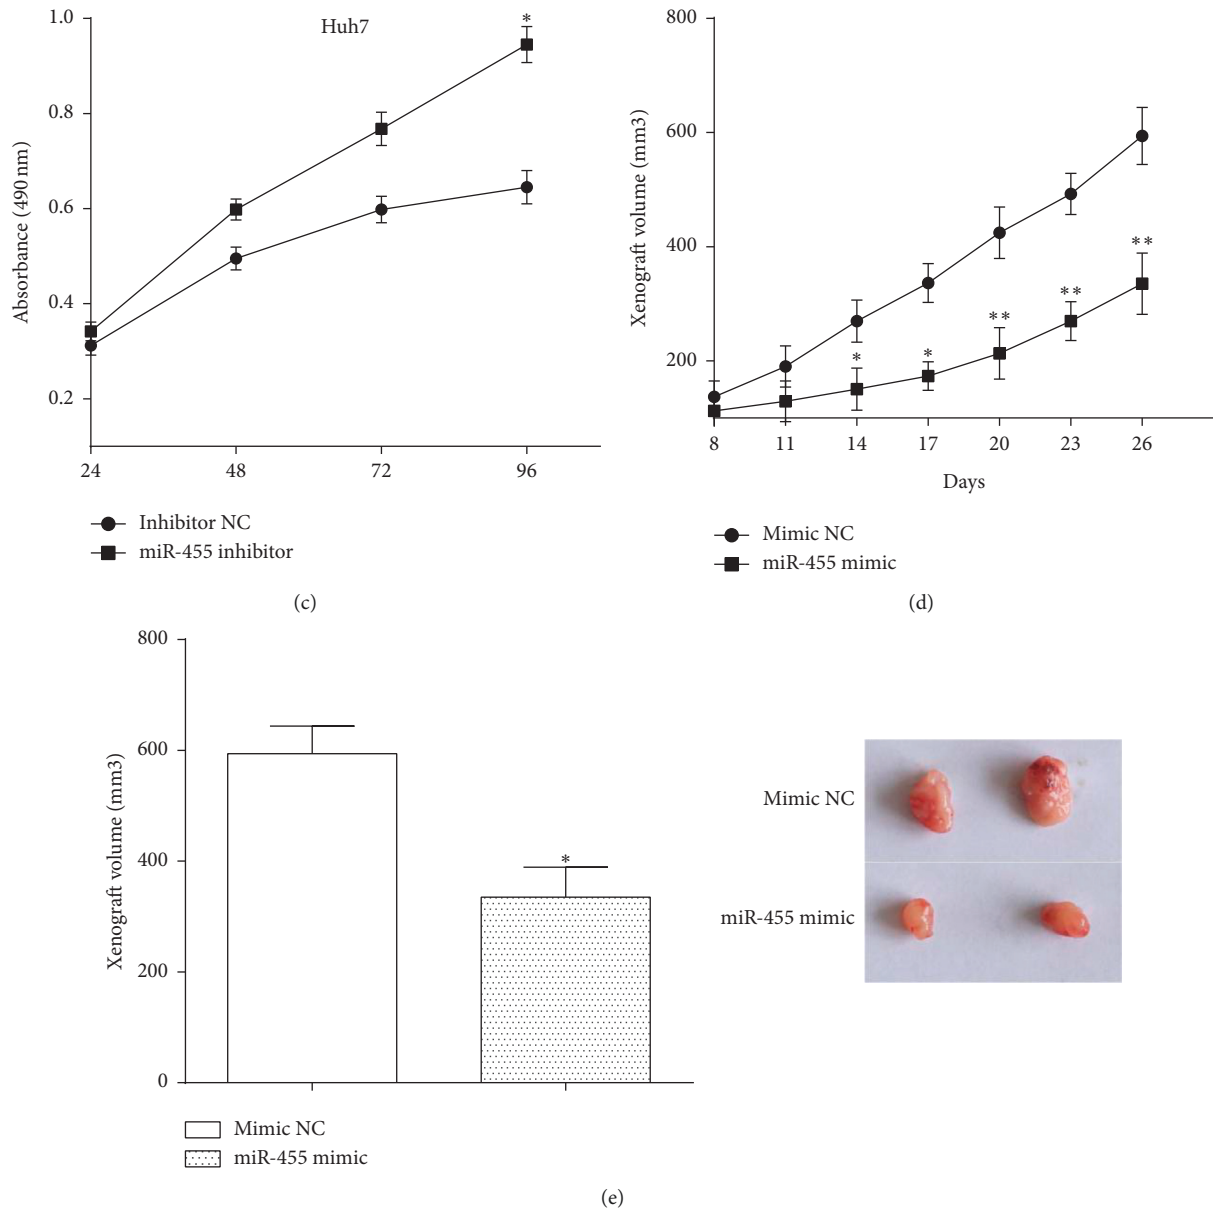 Huh7
Absorbance (490 nm)
1.0
0.8
0.6
0.4
0.2
*
24 48 72 96
Inhibitor NC
miR-455 inhibitor
(c)
Xenograft volume (mm3)
800
600
400
200
* * ** ** **
8 11 14 17 20 23 26
Days
Mimic NC
miR-455 mimic
(d)
Xenograft volume (mm3)
800
600
400
200
0
*
Mimic NC
miR-455 mimic
Mimic NC
miR-455 mimic
(e)